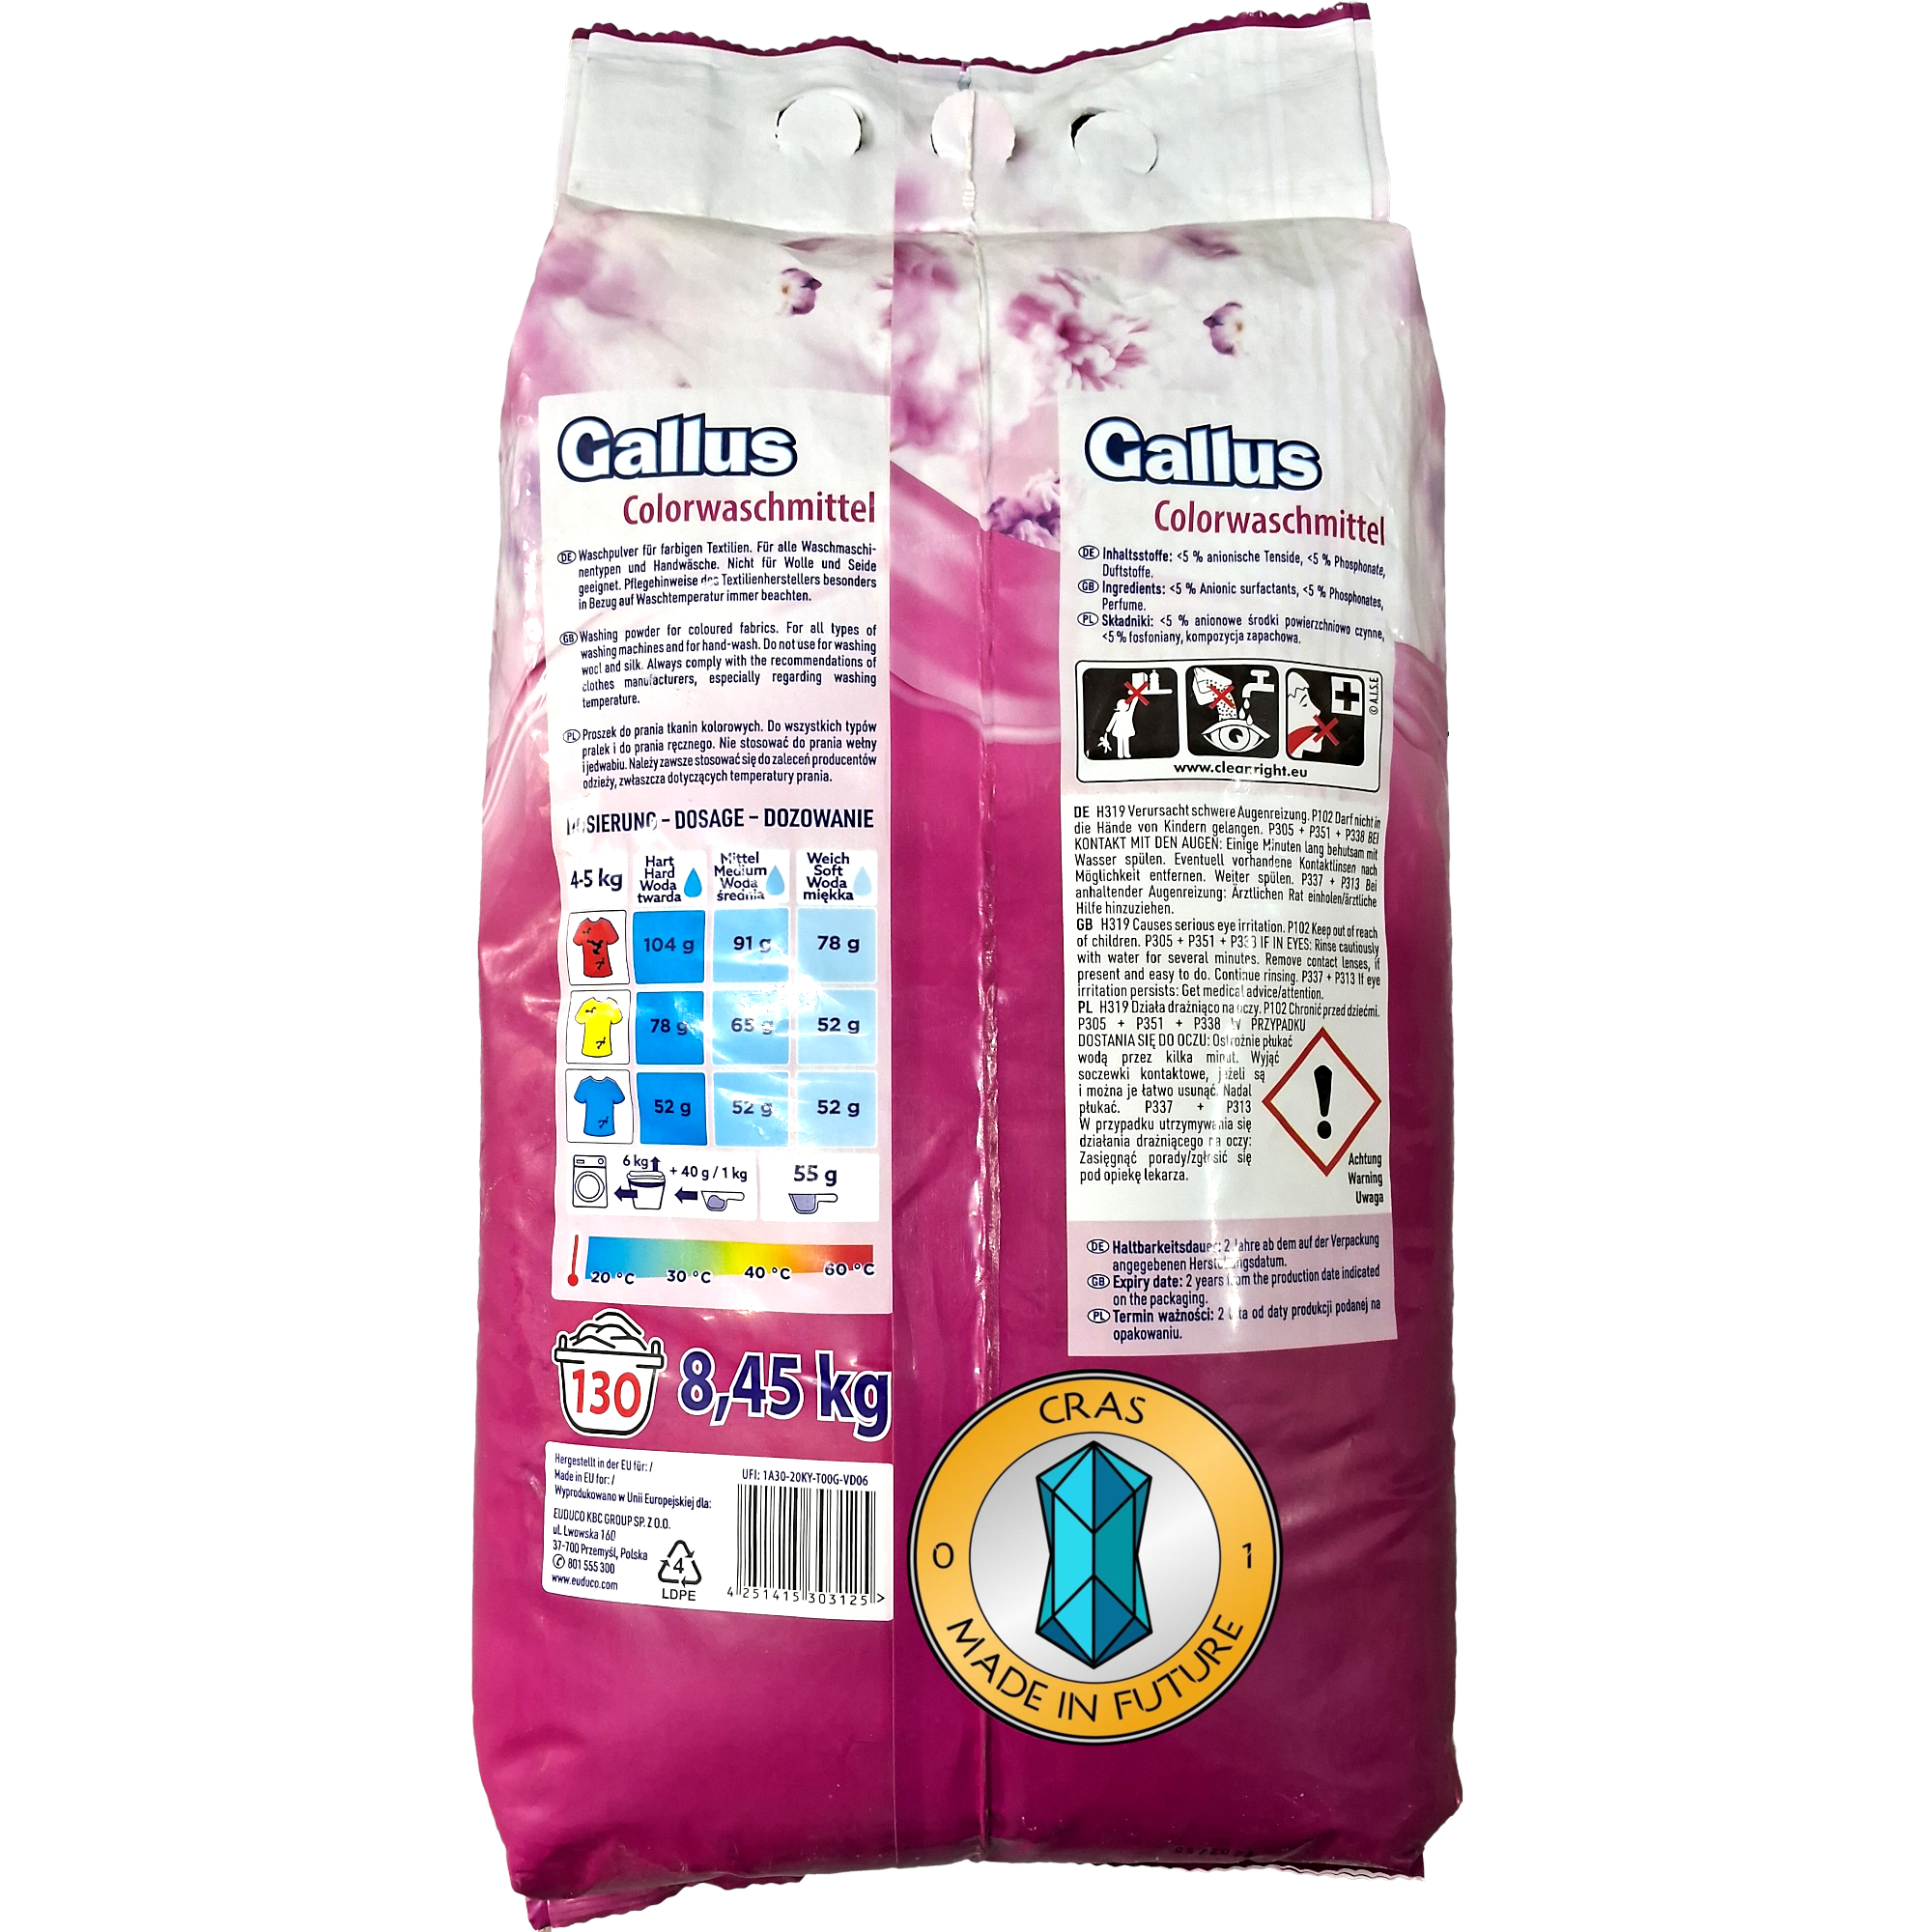 Gallus
Colorwaschmittel
DE Waschpulver für farbigen Textilien. Für alle Waschmaschi-
nentypen und Handwäsche. Nicht für Wolle und Seide
geeignet. Pflegehinweise des Textilienherstellers besonders
in Bezug auf Waschtemperatur immer beachten.
GB Washing powder for coloured fabrics. For all types of
washing machines and for hand-wash. Do not use for washing
wool and silk. Always comply with the recommendations of
clothes manufacturers, especially regarding washing
temperature.
PL Proszek do prania tkanin kolorowych. Do wszystkich typów
pralek i do prania ręcznego. Nie stosować do prania wełny
i jedwabiu. Należy zawsze stosować się do zaleceń producentów
odzieży, zwłaszcza dotyczących temperatury prania.
DOSIERUNG – DOSAGE – DOZOWANIE
4-5 kg
Hart
Hard
Woda
twarda
Mittel
Medium
Woda
średnia
Weich
Soft
Woda
miękka
104 g 91 g 78 g
78 g 65 g 52 g
52 g 52 g 52 g
6 kg + 40 g / 1 kg 55 g
20 °C 30 °C 40 °C 60 °C
130 8,45 kg
Hergestellt in der EU für: /
Made in EU for: /
Wyprodukowano w Unii Europejskiej dla:
EUDUCO KBC GROUP SP. Z O.O.
ul. Lwowska 160
37-700 Przemyśl, Polska
801 555 300
www.euduco.com
4
LDPE
UFI: 1A30-20KY-T00G-VD06
4 251415 303125 >
Gallus
Colorwaschmittel
DE Inhaltsstoffe: <5 % anionische Tenside, <5 % Phosphonate,
Duftstoffe.
GB Ingredients: <5 % Anionic surfactants, <5 % Phosphonates,
Perfume.
PL Składniki: <5 % anionowe środki powierzchniowo czynne,
<5 % fosfoniany, kompozycja zapachowa.
© A.I.S.E
www.cleanright.eu
DE H319 Verursacht schwere Augenreizung. P102 Darf nicht in
die Hände von Kindern gelangen. P305 + P351 + P338 BEI
KONTAKT MIT DEN AUGEN: Einige Minuten lang behutsam mit
Wasser spülen. Eventuell vorhandene Kontaktlinsen nach
Möglichkeit entfernen. Weiter spülen. P337 + P313 Bei
anhaltender Augenreizung: Ärztlichen Rat einholen/ärztliche
Hilfe hinzuziehen.
GB H319 Causes serious eye irritation. P102 Keep out of reach
of children. P305 + P351 + P338 IF IN EYES: Rinse cautiously
with water for several minutes. Remove contact lenses, if
present and easy to do. Continue rinsing. P337 + P313 If eye
irritation persists: Get medical advice/attention.
PL H319 Działa drażniąco na oczy. P102 Chronić przed dziećmi.
P305 + P351 + P338 W PRZYPADKU
DOSTANIA SIĘ DO OCZU: Ostrożnie płukać
wodą przez kilka minut. Wyjąć
soczewki kontaktowe, jeżeli są
i można je łatwo usunąć. Nadal
płukać. P337 + P313
W przypadku utrzymywania się
działania drażniącego na oczy:
Zasięgnąć porady/zgłosić się
pod opiekę lekarza.
Achtung
Warning
Uwaga
DE Haltbarkeitsdauer: 2 Jahre ab dem auf der Verpackung
angegebenen Herstellungsdatum.
GB Expiry date: 2 years from the production date indicated
on the packaging.
PL Termin ważności: 2 lata od daty produkcji podanej na
opakowaniu.
CRAS
0 1
MADE IN FUTURE